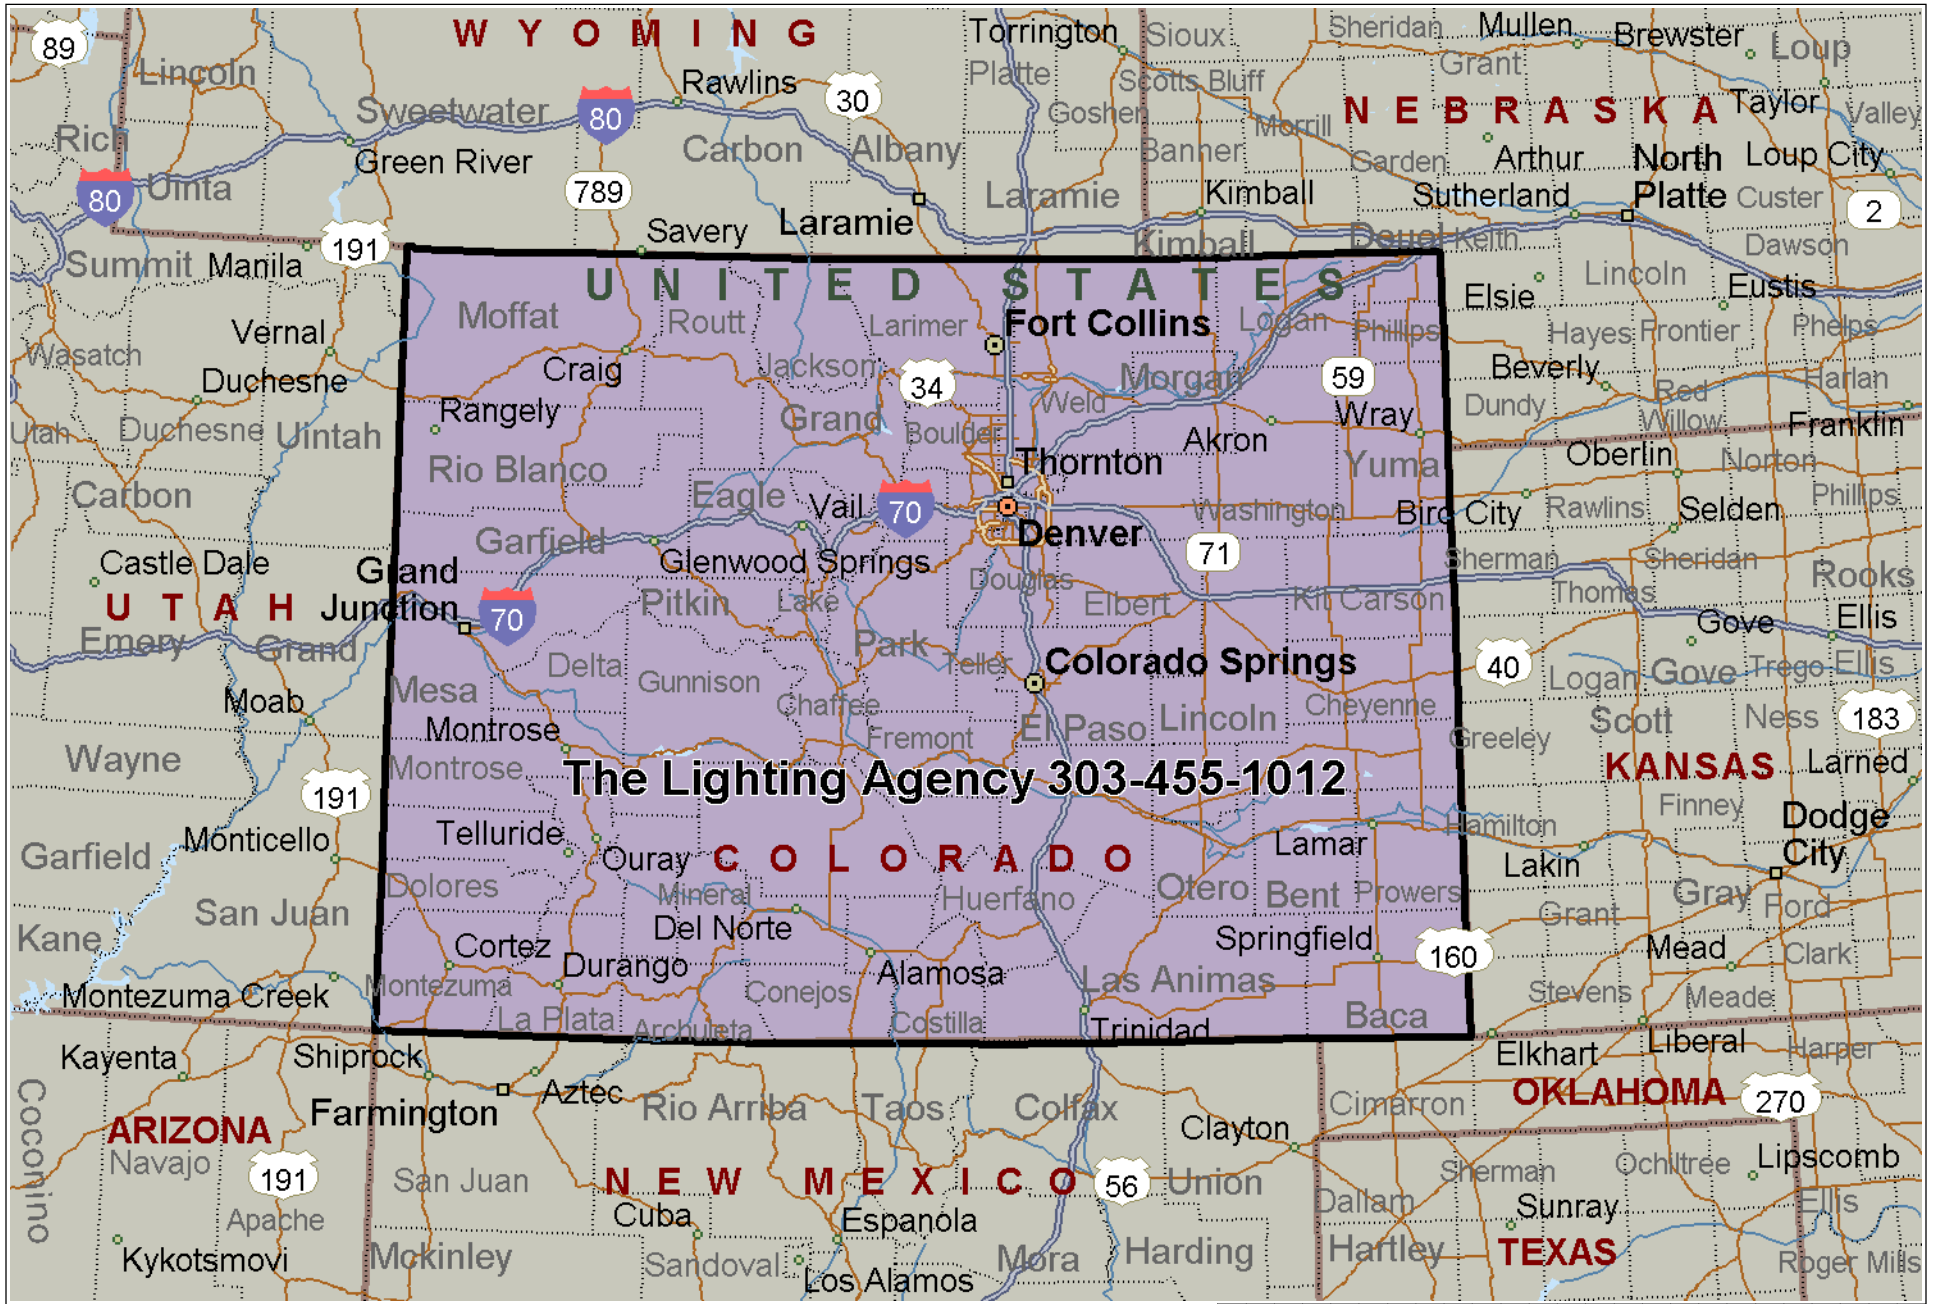 WYOMING
Torrington
Sioux
Sheridan
Mullen
Brewster
Loup
89
Lincoln
Rawlins
30
Platte
Scotts Bluff
Grant
Sweetwater
80
Goshen
Morrill
NEBRASKA
Taylor
Valley
Rich
Green River
Carbon
Albany
Banner
Garden
Arthur
North
Platte
Loup City
80
Uinta
789
Laramie
Kimball
Sutherland
Custer
2
Laramie
191
Savery
Kimball
Deuel
Keith
Dawson
Summit
Manila
UNITED STATES
Elsie
Lincoln
Eustis
Moffat
Routt
Larimer
Fort Collins
Logan
Phillips
Hayes
Frontier
Phelps
Vernal
Wasatch
Craig
Jackson
34
Morgan
59
Beverly
Red
Willow
Harlan
Duchesne
Rangely
Grand
Weld
Wray
Dundy
Franklin
Utah
Duchesne
Uintah
Boulder
Akron
Rio Blanco
Thornton
Yuma
Oberlin
Norton
Carbon
Eagle
Vail
70
Washington
Bird City
Rawlins
Selden
Phillips
Garfield
Denver
71
Castle Dale
Grand
Junction
Glenwood Springs
Douglas
Sherman
Sheridan
Rooks
UTAH
70
Pitkin
Lake
Elbert
Kit Carson
Thomas
Gove
Ellis
Emery
Grand
Park
Teller
Colorado Springs
40
Delta
Gunnison
Logan
Gove
Trego
Ellis
Mesa
Moab
Chaffee
Cheyenne
Scott
Ness
183
Montrose
Fremont
El Paso
Lincoln
Greeley
Wayne
Montrose
The Lighting Agency 303-455-1012
KANSAS
Larned
191
Finney
Dodge
City
Monticello
Telluride
Ouray
COLORADO
Lamar
Hamilton
Lakin
Garfield
Dolores
Mineral
Huerfano
Otero
Bent
Prowers
Gray
Ford
San Juan
Grant
Kane
Cortez
Del Norte
Springfield
160
Mead
Clark
Durango
Alamosa
Las Animas
Montezuma Creek
Montezuma
Conejos
Stevens
Meade
La Plata
Archuleta
Costilla
Trinidad
Baca
Kayenta
Shiprock
Elkhart
Liberal
Harper
Coconino
Aztec
Farmington
Rio Arriba
Taos
Colfax
Cimarron
OKLAHOMA
270
ARIZONA
Clayton
Navajo
191
San Juan
NEW MEXICO
56
Union
Sherman
Ochiltree
Lipscomb
Apache
Cuba
Espanola
Dallam
Sunray
Ellis
Kykotsmovi
Mckinley
Sandoval
Los Alamos
Mora
Harding
Hartley
TEXAS
Roger Mills